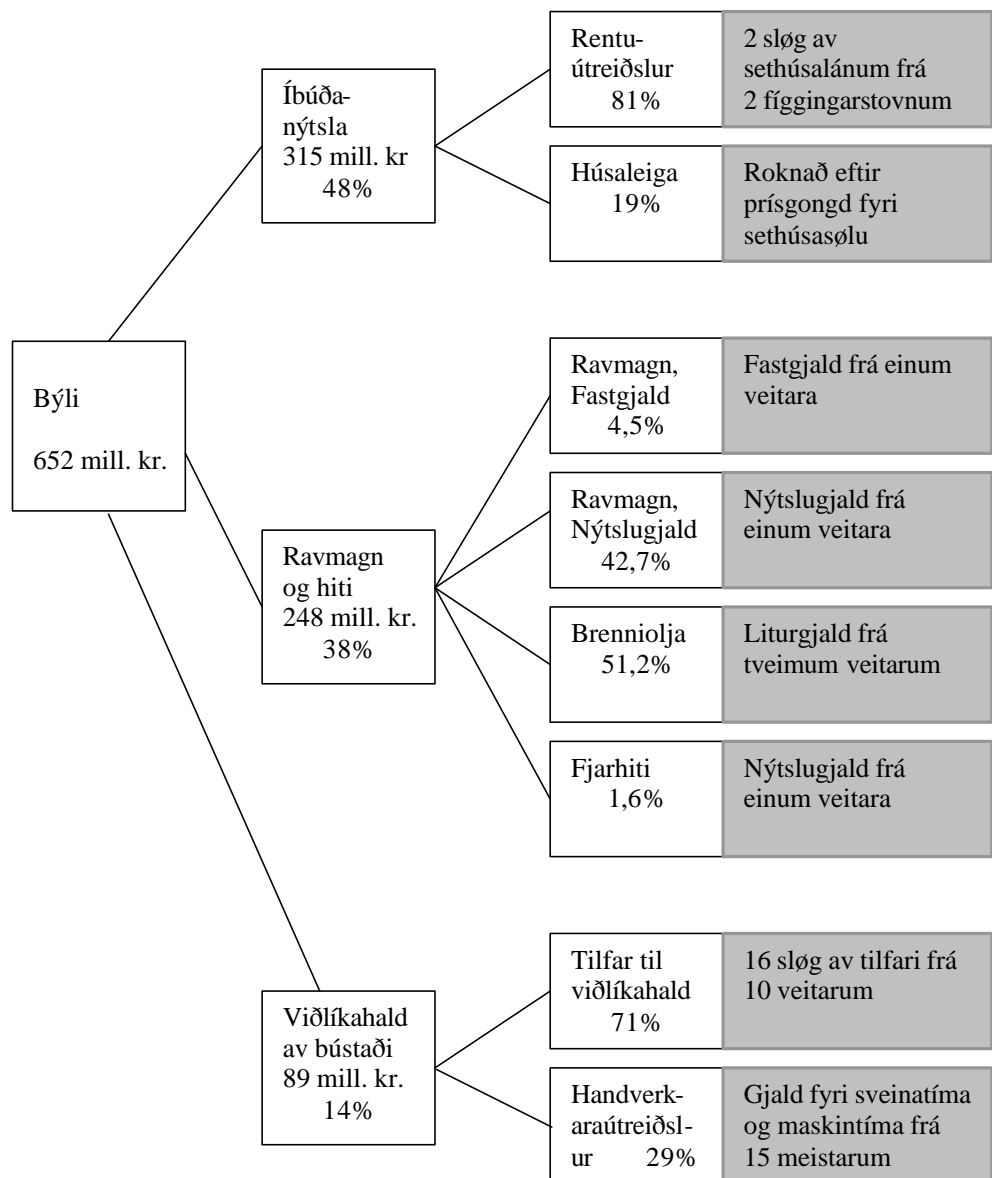 Býli
652 mill. kr.
Íbúða-
nýtsla
315 mill. kr
48%
Rentu-
útreiðslur
81%
2 sløg av
sethúsalánum frá
2 fíggingarstovnum
Húsaleiga
19%
Roknað eftir
prísgongd fyri
sethúsasølu
Ravmagn
og hiti
248 mill. kr.
38%
Ravmagn,
Fastgjald
4,5%
Fastgjald frá einum
veitara
Ravmagn,
Nýtslugjald
42,7%
Nýtslugjald frá
einum veitara
Brenniolja
51,2%
Liturgjald frá
tveimum veitarum
Fjarhiti
1,6%
Nýtslugjald frá
einum veitara
Viðlíkahald
av bústaði
89 mill. kr.
14%
Tilfar til
viðlíkahald
71%
16 sløg av tilfari frá
10 veitarum
Handverk-
araútreiðsl-
ur 29%
Gjald fyri sveinatíma
og maskintíma frá
15 meistarum